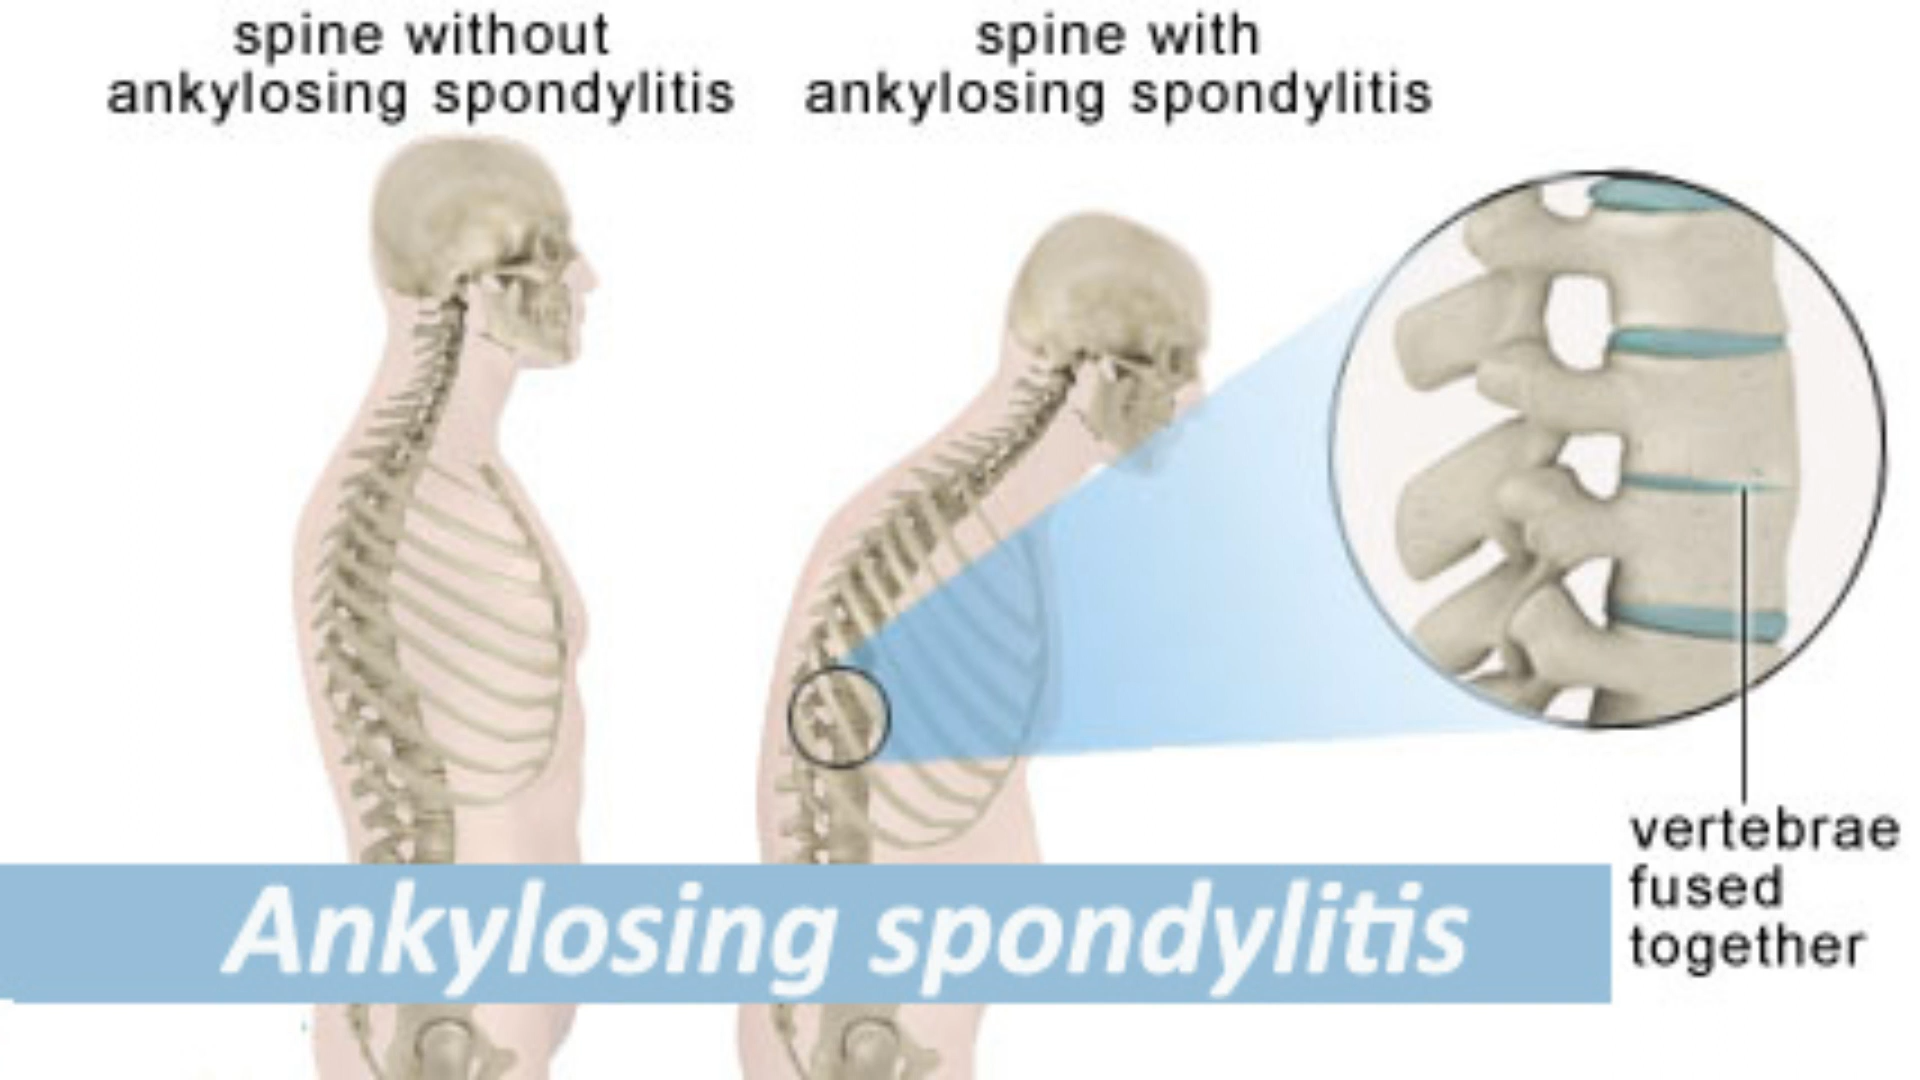 spine without
ankylosing spondylitis
spine with
ankylosing spondylitis
vertebrae
fused
together
Ankylosing spondylitis